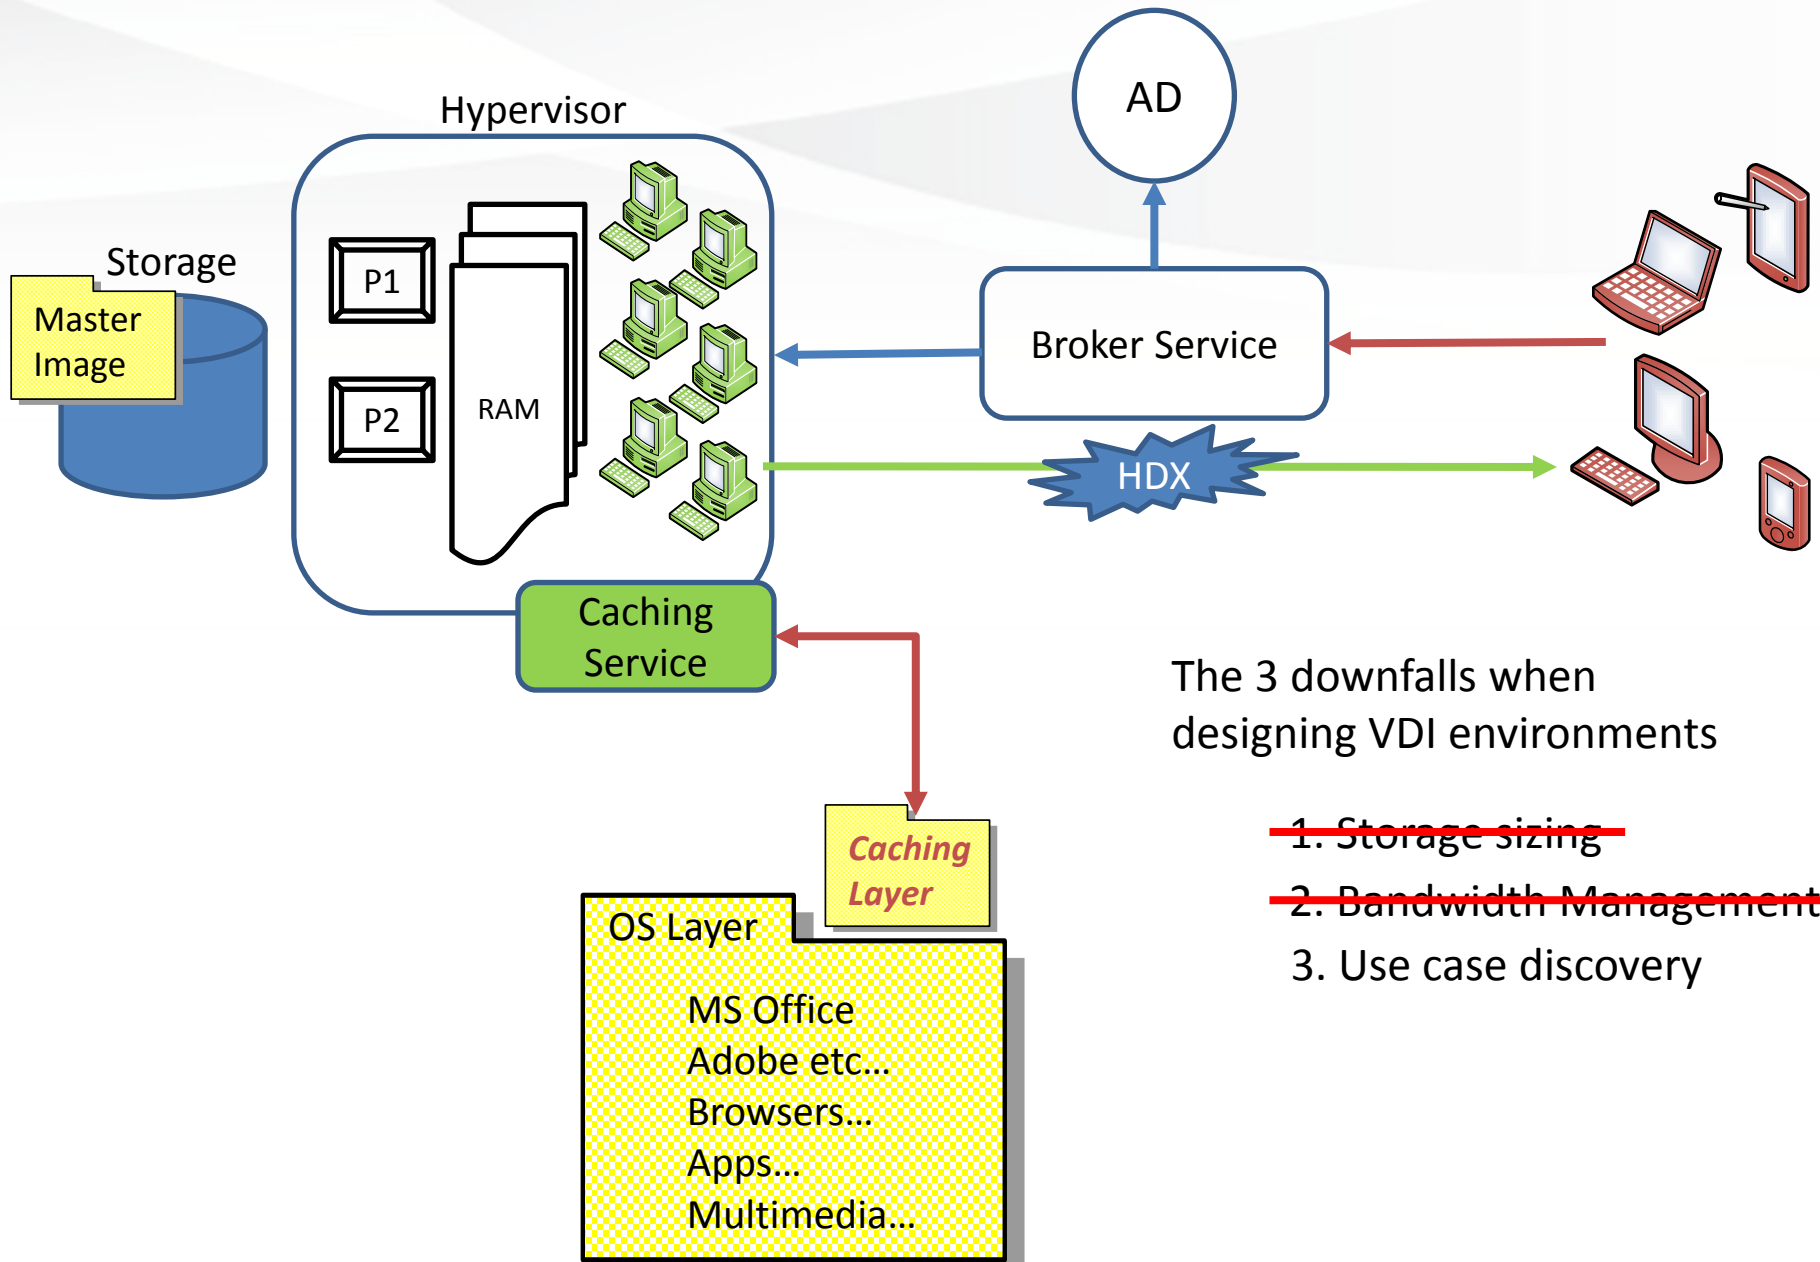 Hypervisor
AD
Storage
Master
Image
P1
P2
RAM
Broker Service
HDX
Caching
Service
The 3 downfalls when
designing VDI environments
1. Storage sizing
2. Bandwidth Management
3. Use case discovery
Caching
Layer
OS Layer
MS Office
Adobe etc...
Browsers...
Apps...
Multimedia...